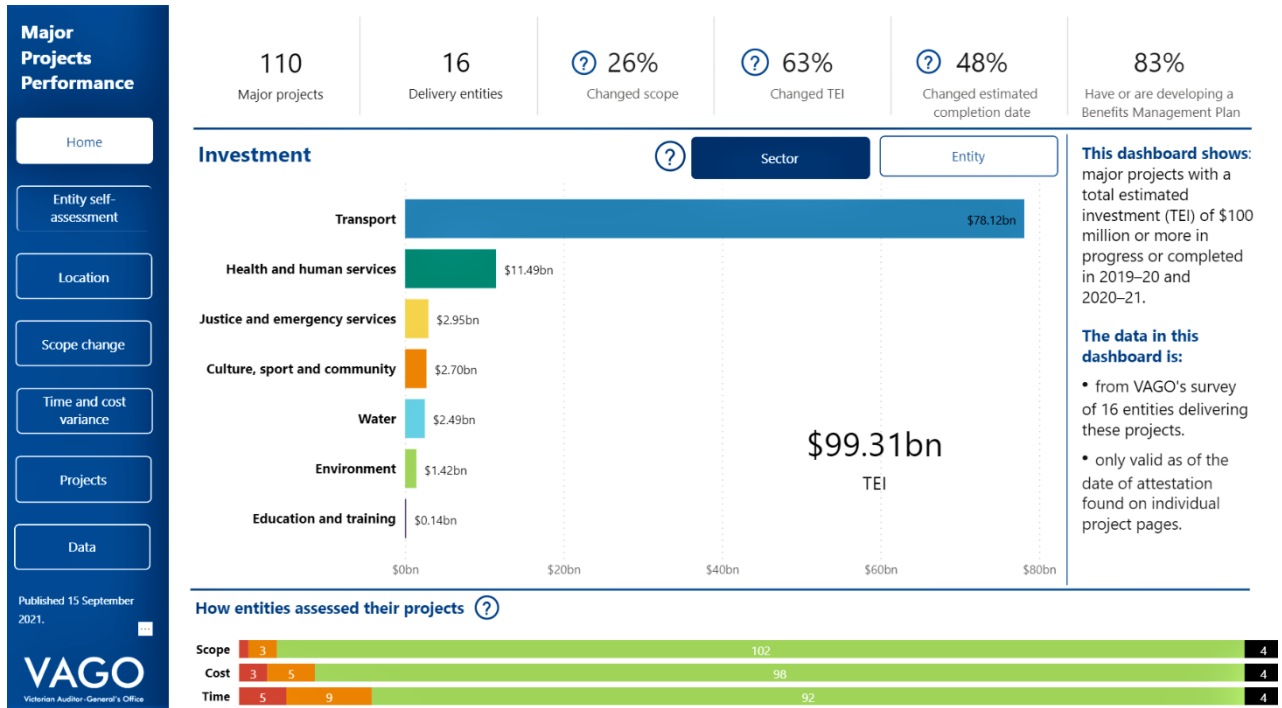 Major
Projects
Performance
Home
Entity self-
assessment
Location
Scope change
Time and cost
variance
Projects
Data
Published 15 September
2021.
...
VAGO
Victorian Auditor-General's Office
110
Major projects
16
Delivery entities
? 26%
Changed scope
? 63%
Changed TEI
? 48%
Changed estimated
completion date
83%
Have or are developing a
Benefits Management Plan
Investment
?
Sector
Entity
Transport $78.12bn
Health and human services $11.49bn
Justice and emergency services $2.95bn
Culture, sport and community $2.70bn
Water $2.49bn
Environment $1.42bn
Education and training $0.14bn
$99.31bn
TEI
$0bn $20bn $40bn $60bn $80bn
This dashboard shows:
major projects with a
total estimated
investment (TEI) of $100
million or more in
progress or completed
in 2019–20 and
2020–21.
The data in this
dashboard is:
• from VAGO's survey
of 16 entities delivering
these projects.
• only valid as of the
date of attestation
found on individual
project pages.
How entities assessed their projects ?
Scope 3 102 4
Cost 3 5 98 4
Time 5 9 92 4